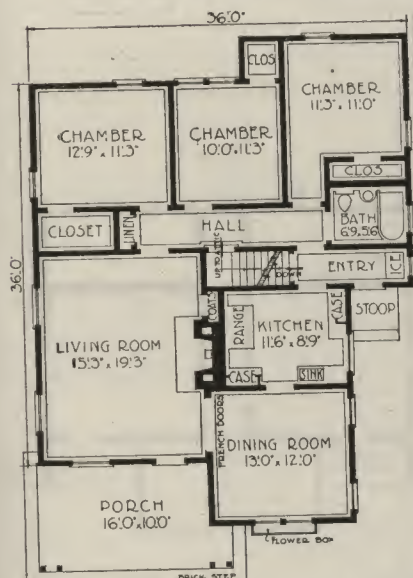 36'0"
CLOS
CHAMBER
11'3" x 11'0"
CHAMBER
12'9" x 11'3"
CHAMBER
10'0" x 11'3"
CLOS
CLOSET
LINEN
HALL
BATH
6'9 x 5'6
36'0"
DOWN
ENTRY
ICE
COATS
RANGE
KITCHEN
11'6" x 8'9"
CASE
STOOP
LIVING ROOM
15'3" x 19'3"
CASE
SINK
FRENCH DOORS
DINING ROOM
13'0" x 12'0"
PORCH
16'0" x 10'0"
FLOWER BOX
BRICK STEP